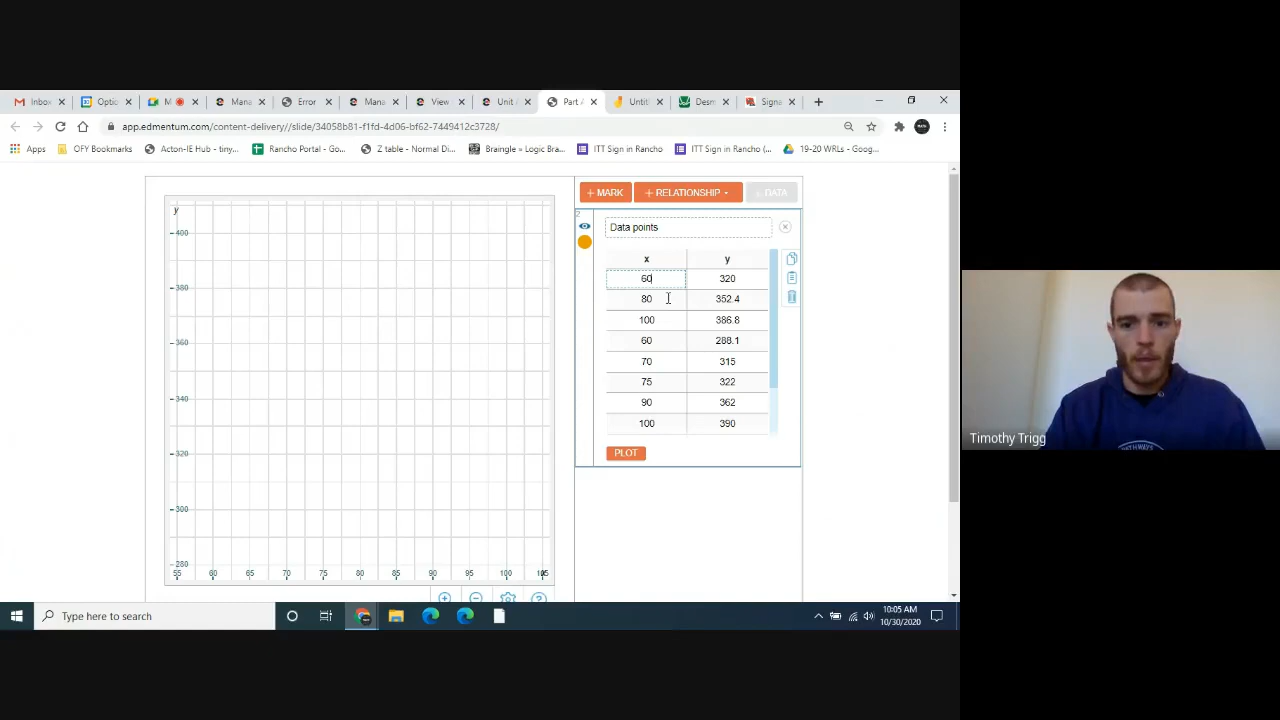 Inbox
Optio
M
Mana
Error
Mana
View
Unit
Part
Untitl
Desm
Signa
app.edmentum.com/content-delivery//slide/34058b81-f1fd-4d06-bf62-7449412c3728/
Apps
OFY Bookmarks
Acton-IE Hub - tiny...
Rancho Portal - Go...
Z table - Normal Di...
Braingle » Logic Bra...
ITT Sign in Rancho
ITT Sign in Rancho (...
19-20 WRLs - Goog...
+ MARK
+ RELATIONSHIP
+ DATA
y
400
380
360
340
320
300
280
55 60 65 70 75 80 85 90 95 100 105
2
Data points
x y
60 320
80 352.4
100 386.8
60 288.1
70 315
75 322
90 362
100 390
PLOT
Timothy Trigg
Type here to search
10:05 AM
10/30/2020